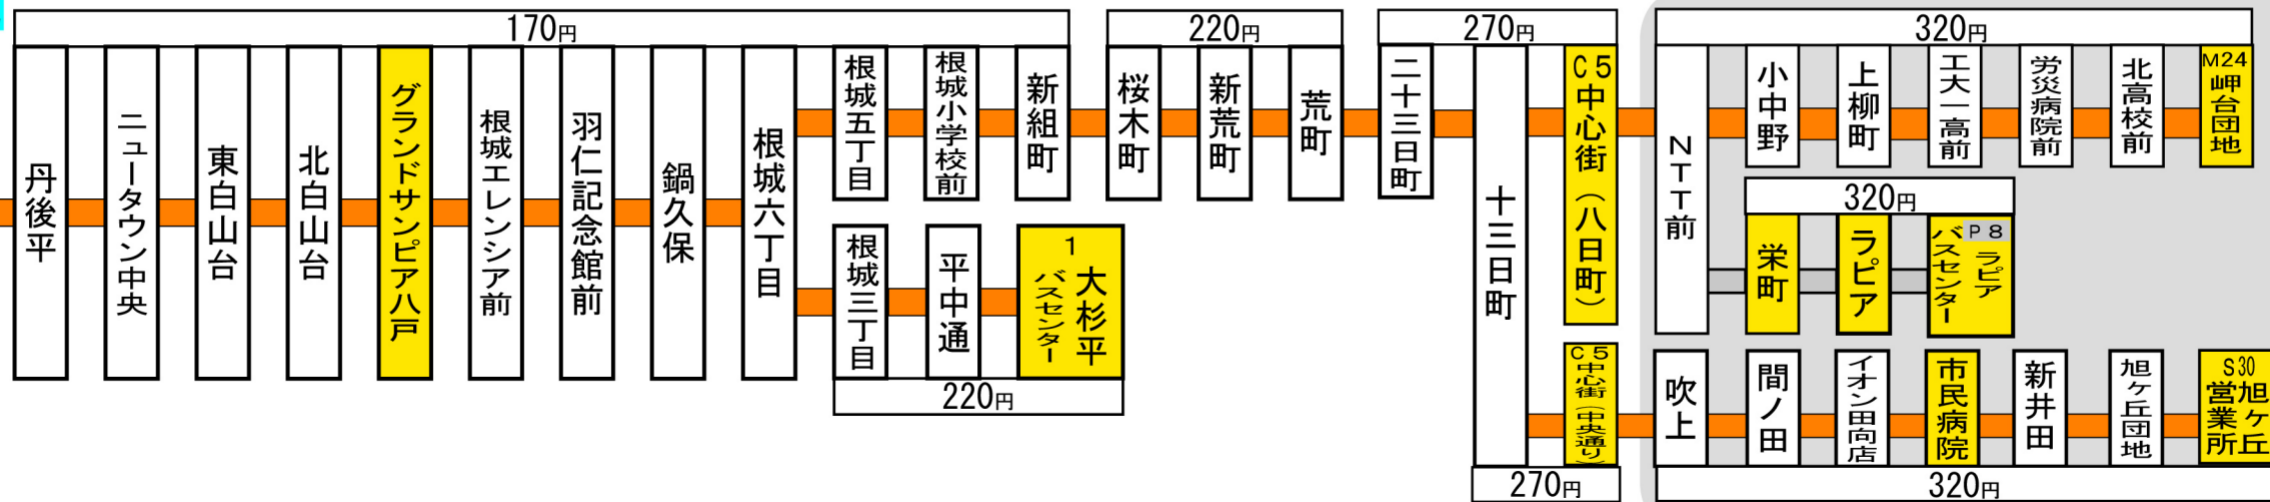 170円
220円
270円
320円
丹後平
ニュータウン中央
東白山台
北白山台
グランドサンピア八戸
根城エレンシア前
羽仁記念館前
鍋久保
根城六丁目
根城五丁目
根城小学校前
新組町
桜木町
新荒町
荒町
二十三日町
十三日町
C5中心街(八日町)
NTT前
小中野
上柳町
工大一高前
労災病院前
北高校前
M24
岬台団地
320円
栄町
ラピア
P8
ラピア
バスセンター
根城三丁目
平中通
1
大杉平
バスセンター
220円
C5中心街(中央通り)
吹上
間ノ田
イオン田向店
市民病院
新井田
旭ヶ丘団地
S30
旭ヶ丘
営業所
270円
320円